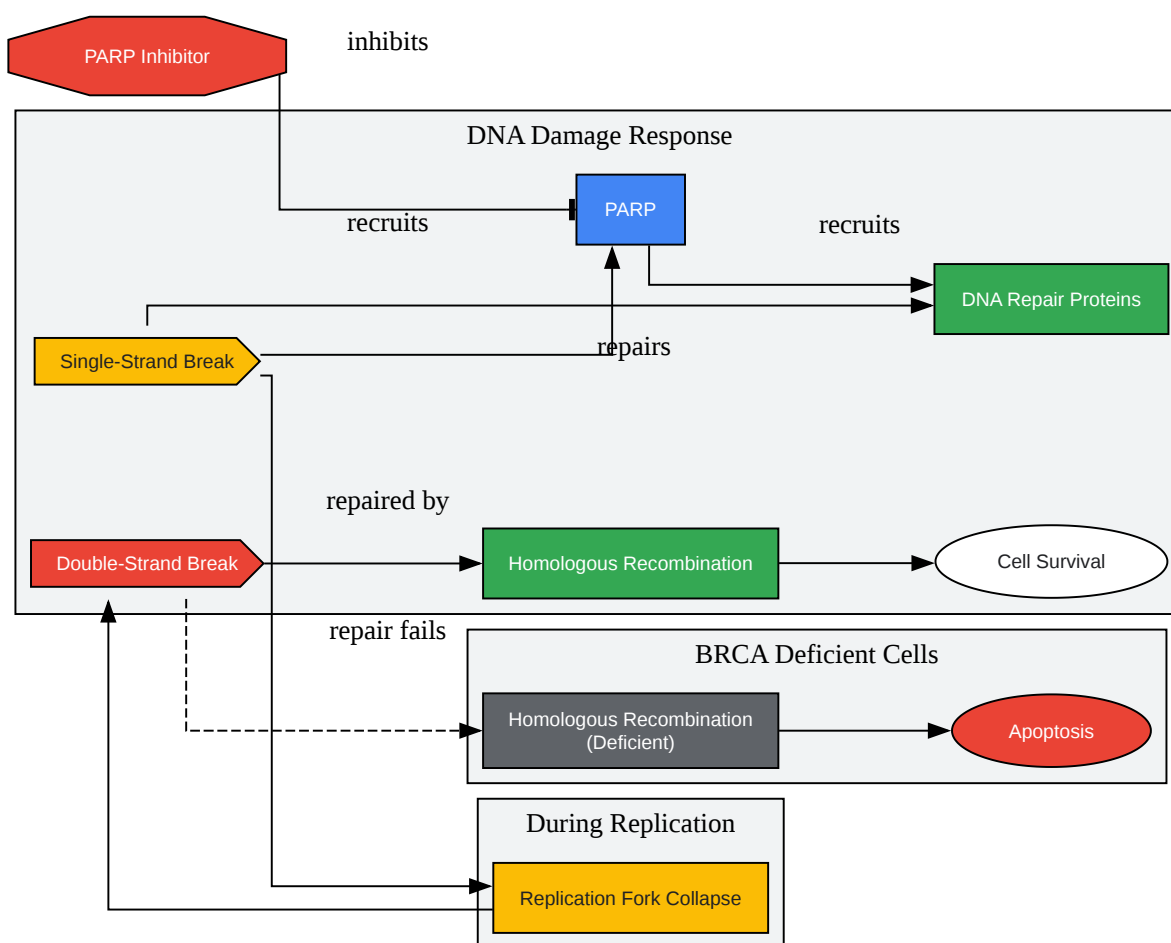 PARP Inhibitor
inhibits
DNA Damage Response
PARP
recruits
recruits
DNA Repair Proteins
repairs
Single-Strand Break
repaired by
Double-Strand Break
Homologous Recombination
Cell Survival
repair fails
BRCA Deficient Cells
Homologous Recombination
(Deficient)
Apoptosis
During Replication
Replication Fork Collapse